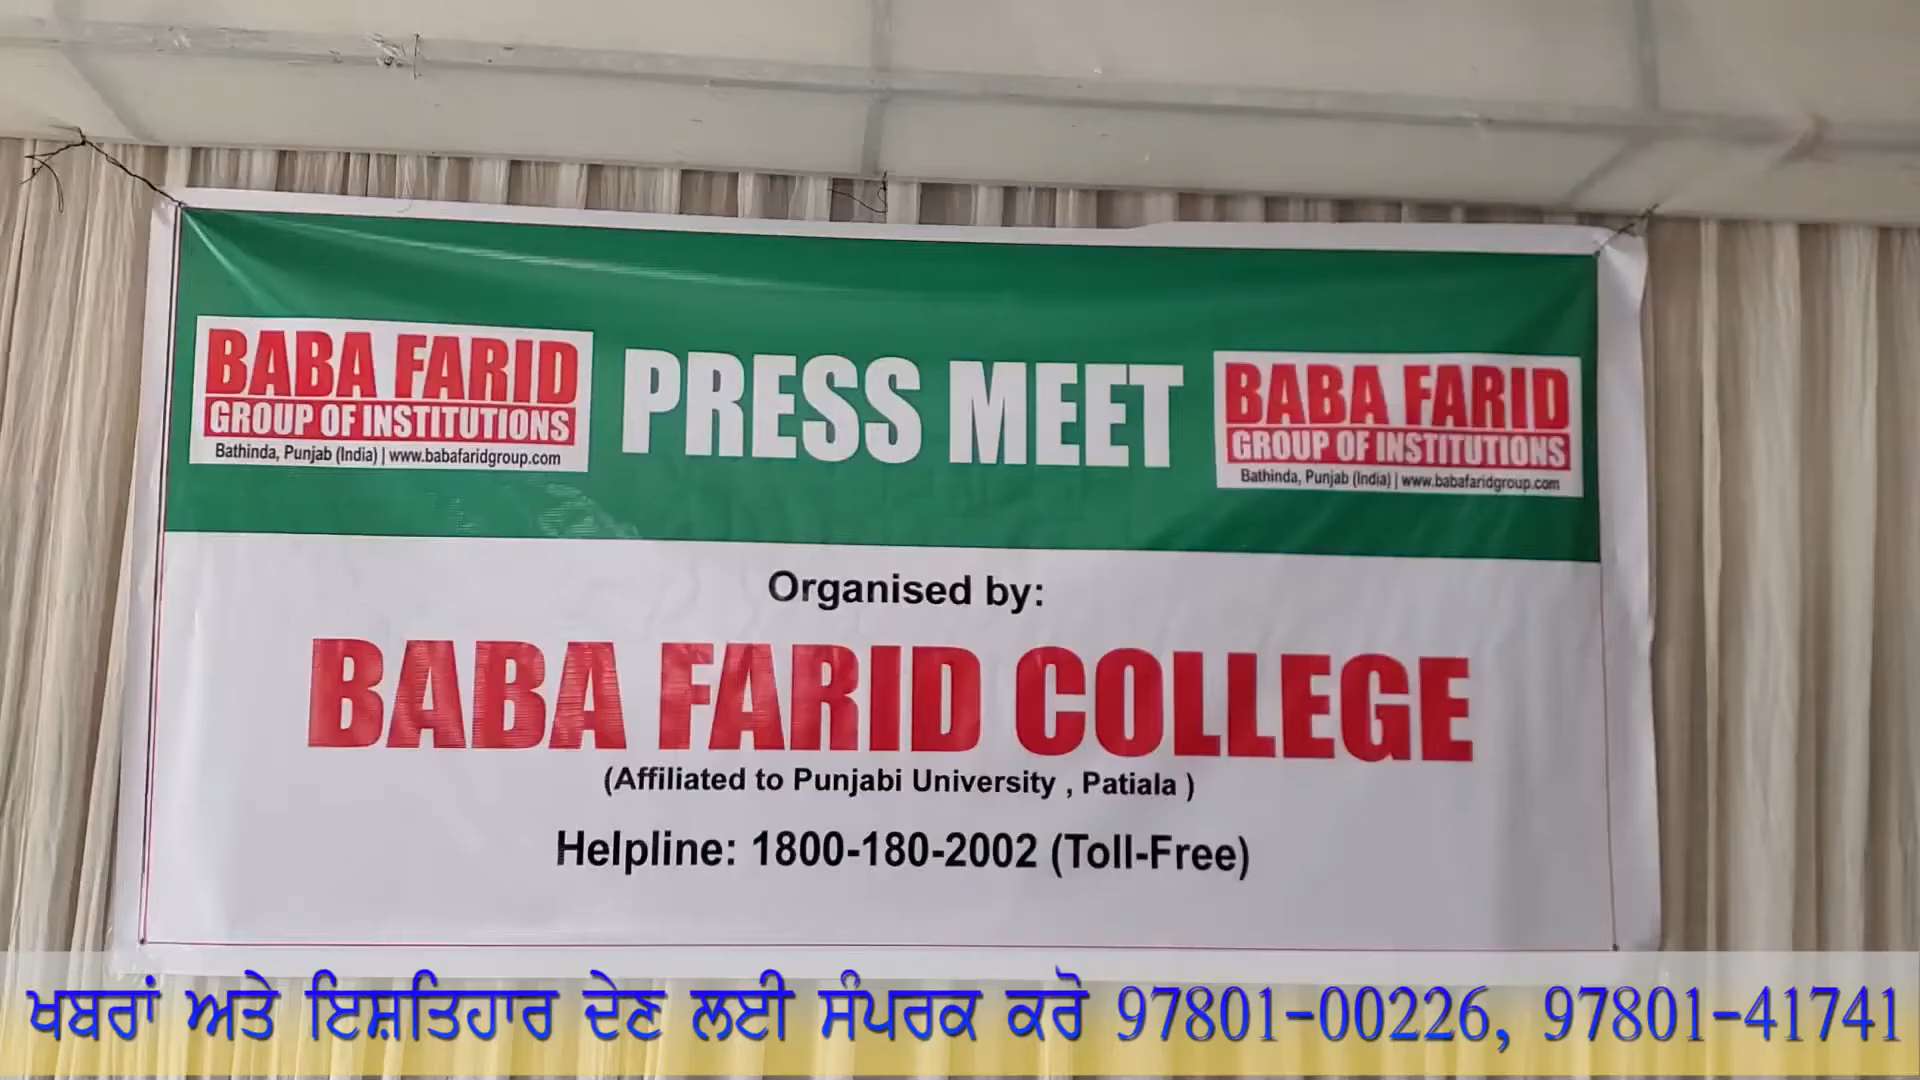 BABA FARID
GROUP OF INSTITUTIONS
Bathinda, Punjab (India) | www.babafaridgroup.com
PRESS MEET
BABA FARID
GROUP OF INSTITUTIONS
Bathinda, Punjab (India) | www.babafaridgroup.com
Organised by:
BABA FARID COLLEGE
(Affiliated to Punjabi University , Patiala )
Helpline: 1800-180-2002 (Toll-Free)
ਖਬਰਾਂ ਅਤੇ ਇਸ਼ਤਿਹਾਰ ਦੇਣ ਲਈ ਸੰਪਰਕ ਕਰੋ 97801-00226, 97801-41741